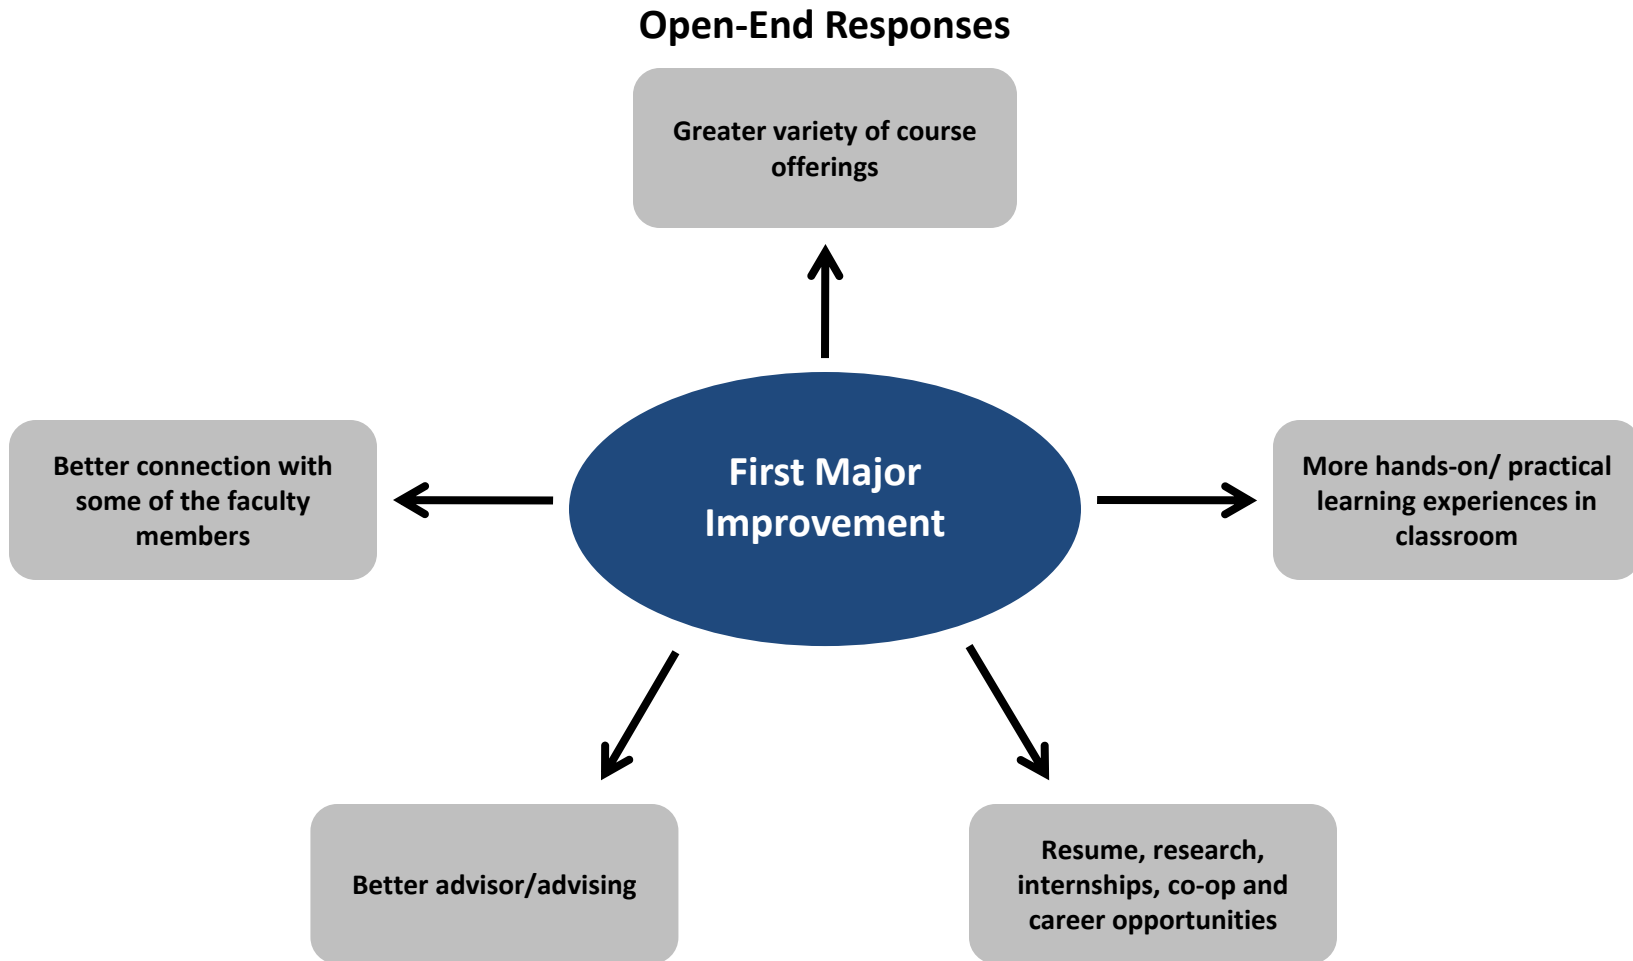 Open-End Responses
Greater variety of course
offerings
First Major
Improvement
Better connection with
some of the faculty
members
More hands-on/ practical
learning experiences in
classroom
Better advisor/advising
Resume, research,
internships, co-op and
career opportunities